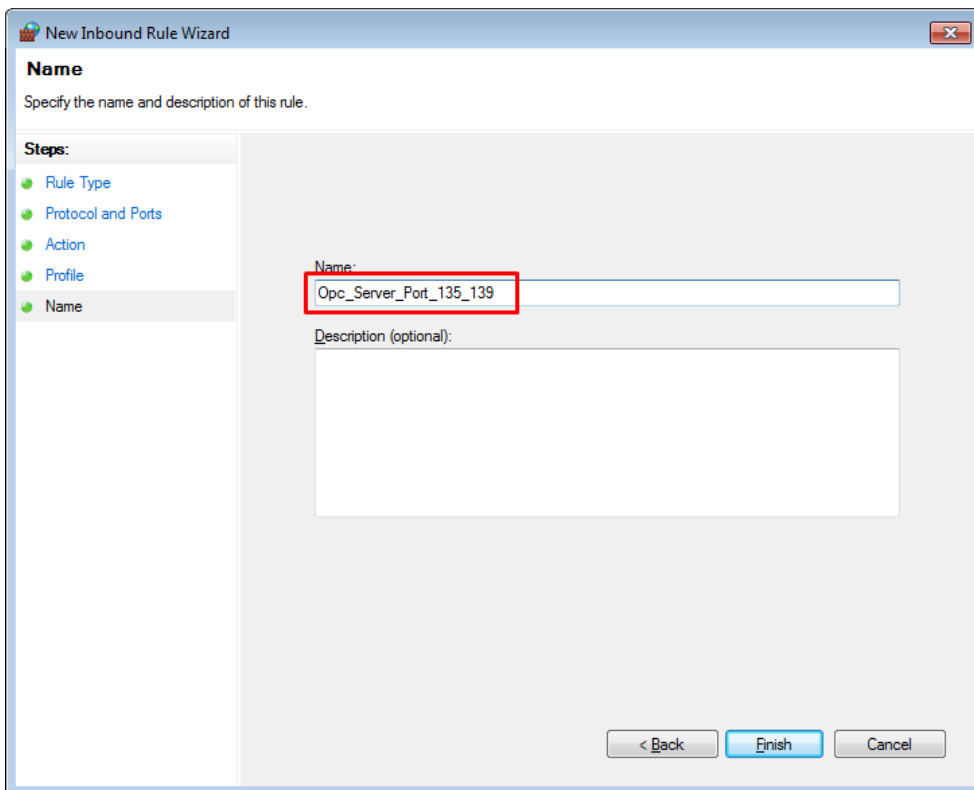 New Inbound Rule Wizard
Name
Specify the name and description of this rule.
Steps:
Rule Type
Protocol and Ports
Action
Profile
Name
Name:
Opc_Server_Port_135_139
Description (optional):
< Back Finish Cancel